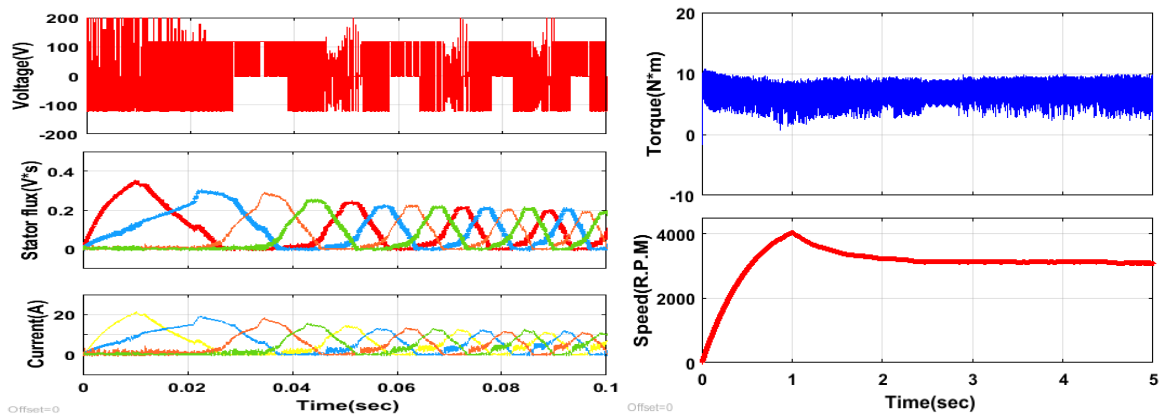 Voltage(V)
200
100
0
-100
-200
Stator flux(V*s)
0.4
0.2
0
Current(A)
20
0
0 0.02 0.04 0.06 0.08 0.1
Time(sec)
Offset=0
Torque(N*m)
20
10
0
-10
Speed(R.P.M)
4000
2000
0
0 1 2 3 4 5
Time(sec)
Offset=0